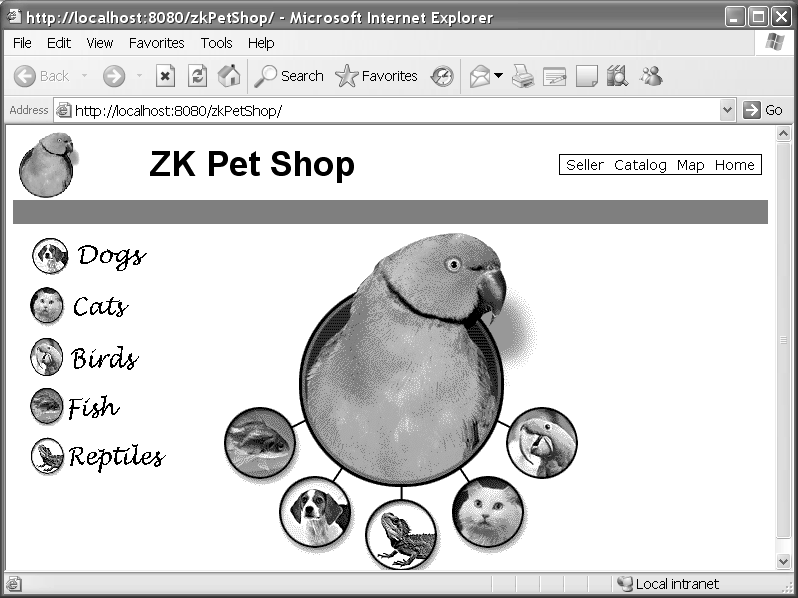 http://localhost:8080/zkPetShop/ - Microsoft Internet Explorer
File Edit View Favorites Tools Help
Back Search Favorites
Address http://localhost:8080/zkPetShop/ Go
ZK Pet Shop
Seller Catalog Map Home
Dogs
Cats
Birds
Fish
Reptiles
Local intranet